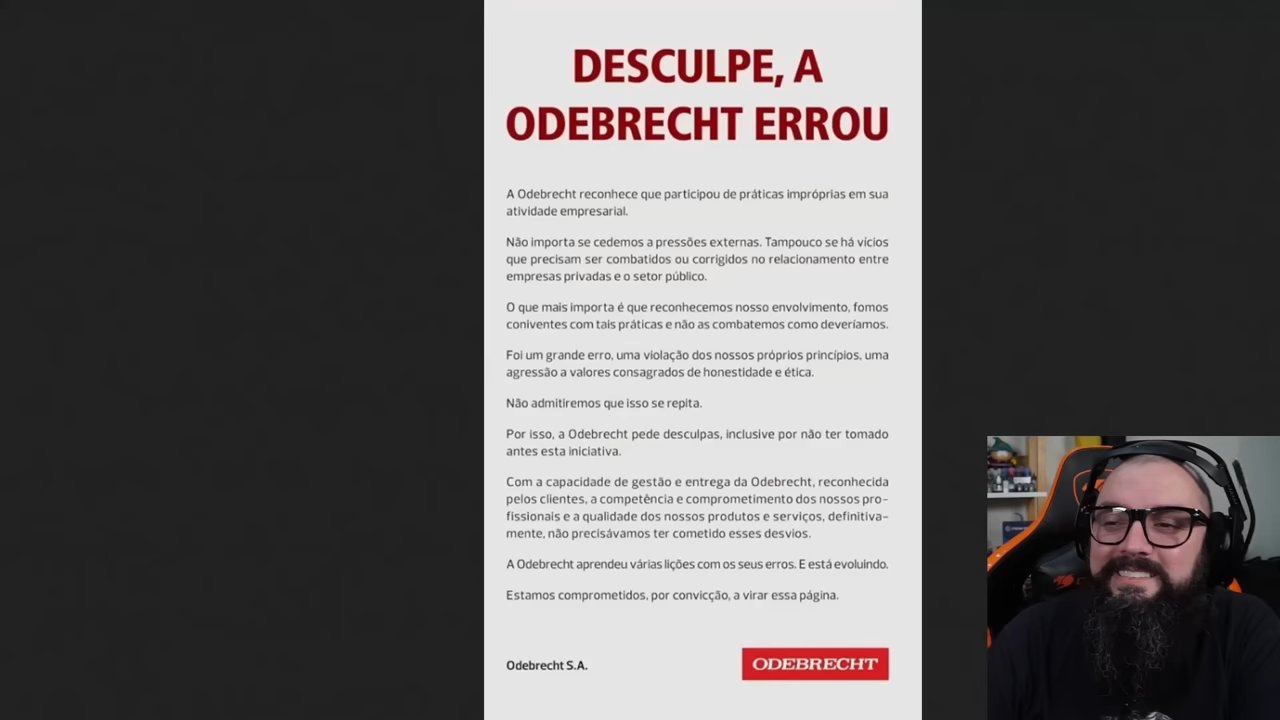 DESCULPE, A
ODEBRECHT ERROU
A Odebrecht reconhece que participou de práticas impróprias em sua
atividade empresarial.
Não importa se cedemos a pressões externas. Tampouco se há vícios
que precisam ser combatidos ou corrigidos no relacionamento entre
empresas privadas e o setor público.
O que mais importa é que reconhecemos nosso envolvimento, fomos
coniventes com tais práticas e não as combatemos como deveríamos.
Foi um grande erro, uma violação dos nossos próprios princípios, uma
agressão a valores consagrados de honestidade e ética.
Não admitiremos que isso se repita.
Por isso, a Odebrecht pede desculpas, inclusive por não ter tomado
antes esta iniciativa.
Com a capacidade de gestão e entrega da Odebrecht, reconhecida
pelos clientes, a competência e comprometimento dos nossos pro-
fissionais e a qualidade dos nossos produtos e serviços, definitiva-
mente, não precisávamos ter cometido esses desvios.
A Odebrecht aprendeu várias lições com os seus erros. E está evoluindo.
Estamos comprometidos, por convicção, a virar essa página.
Odebrecht S.A.
ODEBRECHT